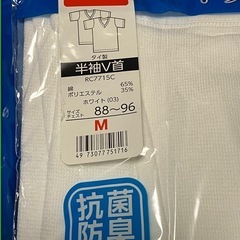 タイ製
半袖V首
RC7715C
綿 65%
ポリエステル 35%
ホワイト(03)
サイズ チェスト 88~96
M
4973077751716
抗菌
防臭